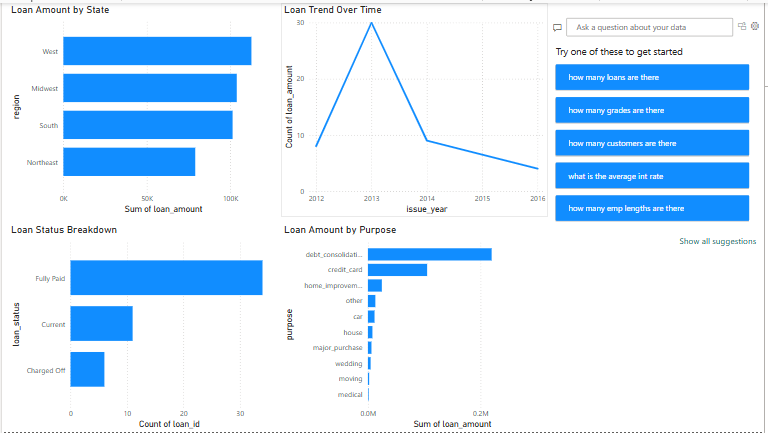 Loan Amount by State
region
West
Midwest
South
Northeast
0K 50K 100K
Sum of loan_amount
Loan Trend Over Time
Count of loan_amount
30
20
10
0
2012 2013 2014 2015 2016
issue_year
Ask a question about your data
Try one of these to get started
how many loans are there
how many grades are there
how many customers are there
what is the average int rate
how many emp lengths are there
Show all suggestions
Loan Status Breakdown
loan_status
Fully Paid
Current
Charged Off
0 10 20 30
Count of loan_id
Loan Amount by Purpose
purpose
debt_consolidati...
credit_card
home_improvem...
other
car
house
major_purchase
wedding
moving
medical
0.0M 0.2M
Sum of loan_amount